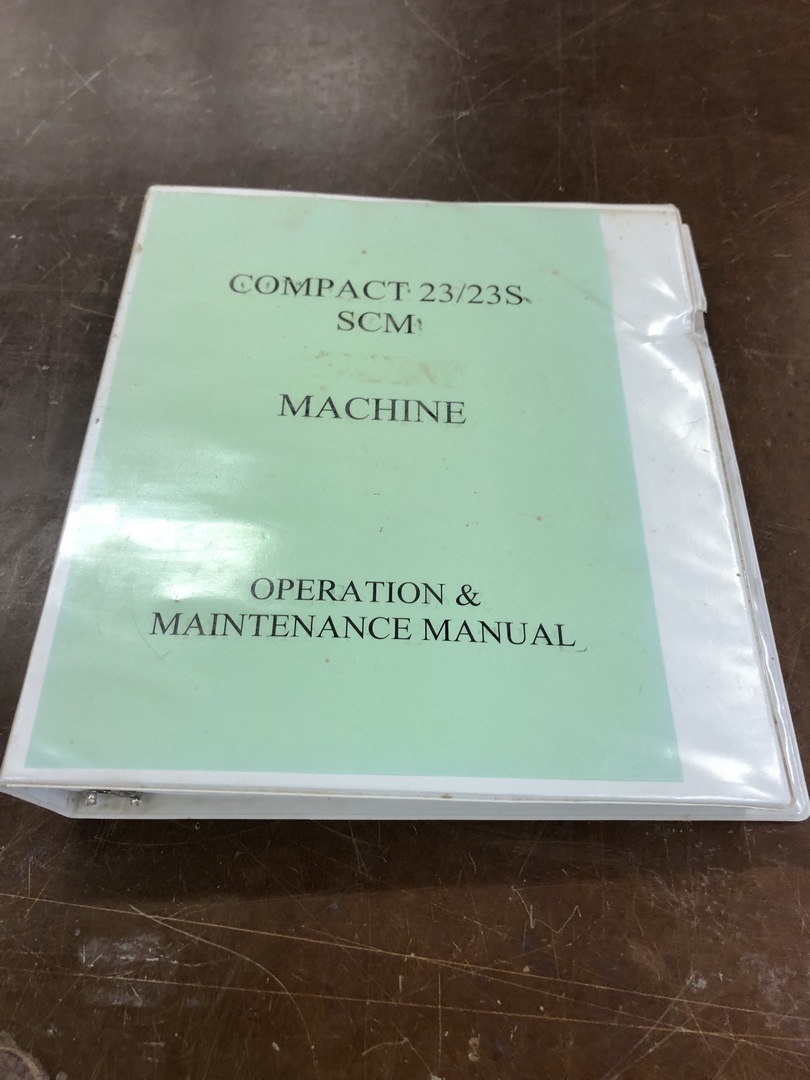 COMPACT 23/23S
SCM
MACHINE
OPERATION &
MAINTENANCE MANUAL